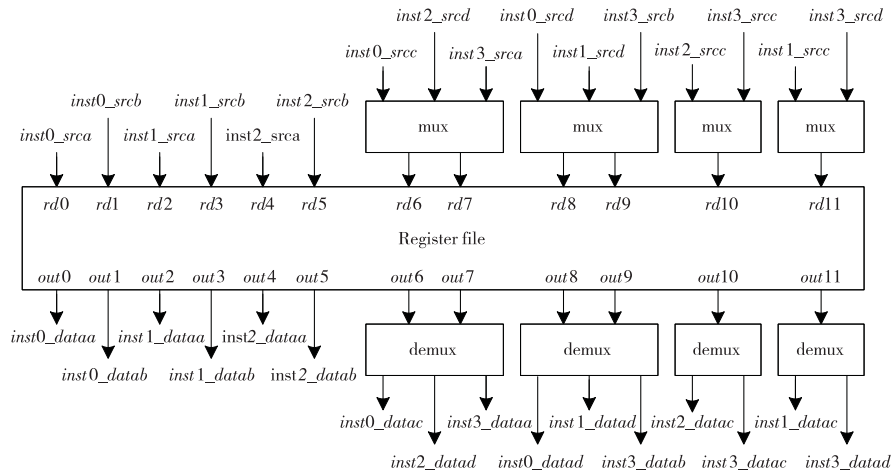 inst2_srcd inst0_srcd inst3_srcb inst3_srcc inst3_srcd
inst0_srcc inst3_srca inst1_srcd inst2_srcc inst1_srcc
inst0_srcb inst1_srcb inst2_srcb
mux mux mux mux
inst0_srca inst1_srca inst2_srca
rd0 rd1 rd2 rd3 rd4 rd5 rd6 rd7 rd8 rd9 rd10 rd11
Register file
out0 out1 out2 out3 out4 out5 out6 out7 out8 out9 out10 out11
inst0_dataa inst1_dataa inst2_dataa
demux demux demux demux
inst0_datab inst1_datab inst2_datab
inst0_datac inst3_dataa inst1_datad inst2_datac inst1_datac
inst2_datad inst0_datad inst3_datab inst3_datac inst3_datad